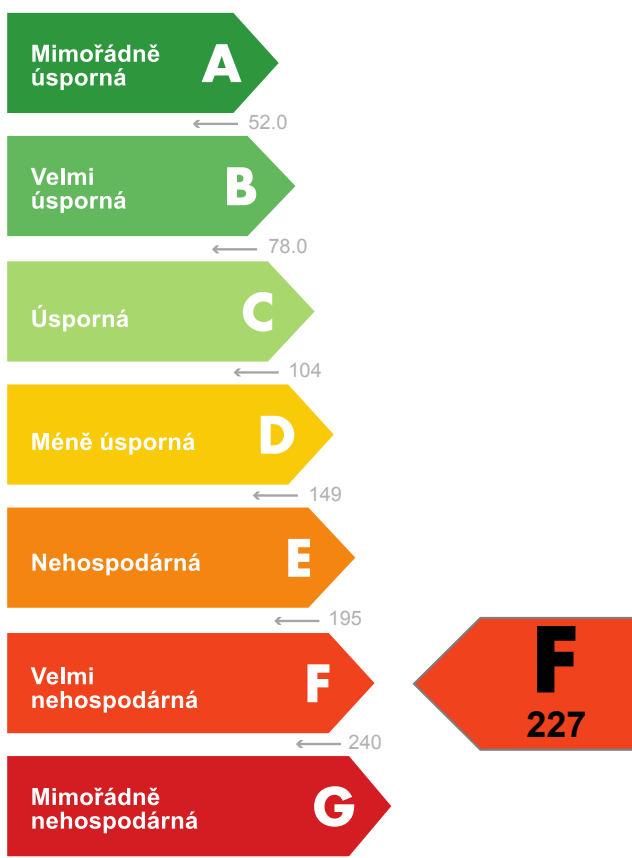 Mimořádně
úsporná
A
52.0
Velmi
úsporná
B
78.0
Úsporná
C
104
Méně úsporná
D
149
Nehospodárná
E
195
Velmi
nehospodárná
F
F
227
240
Mimořádně
nehospodárná
G